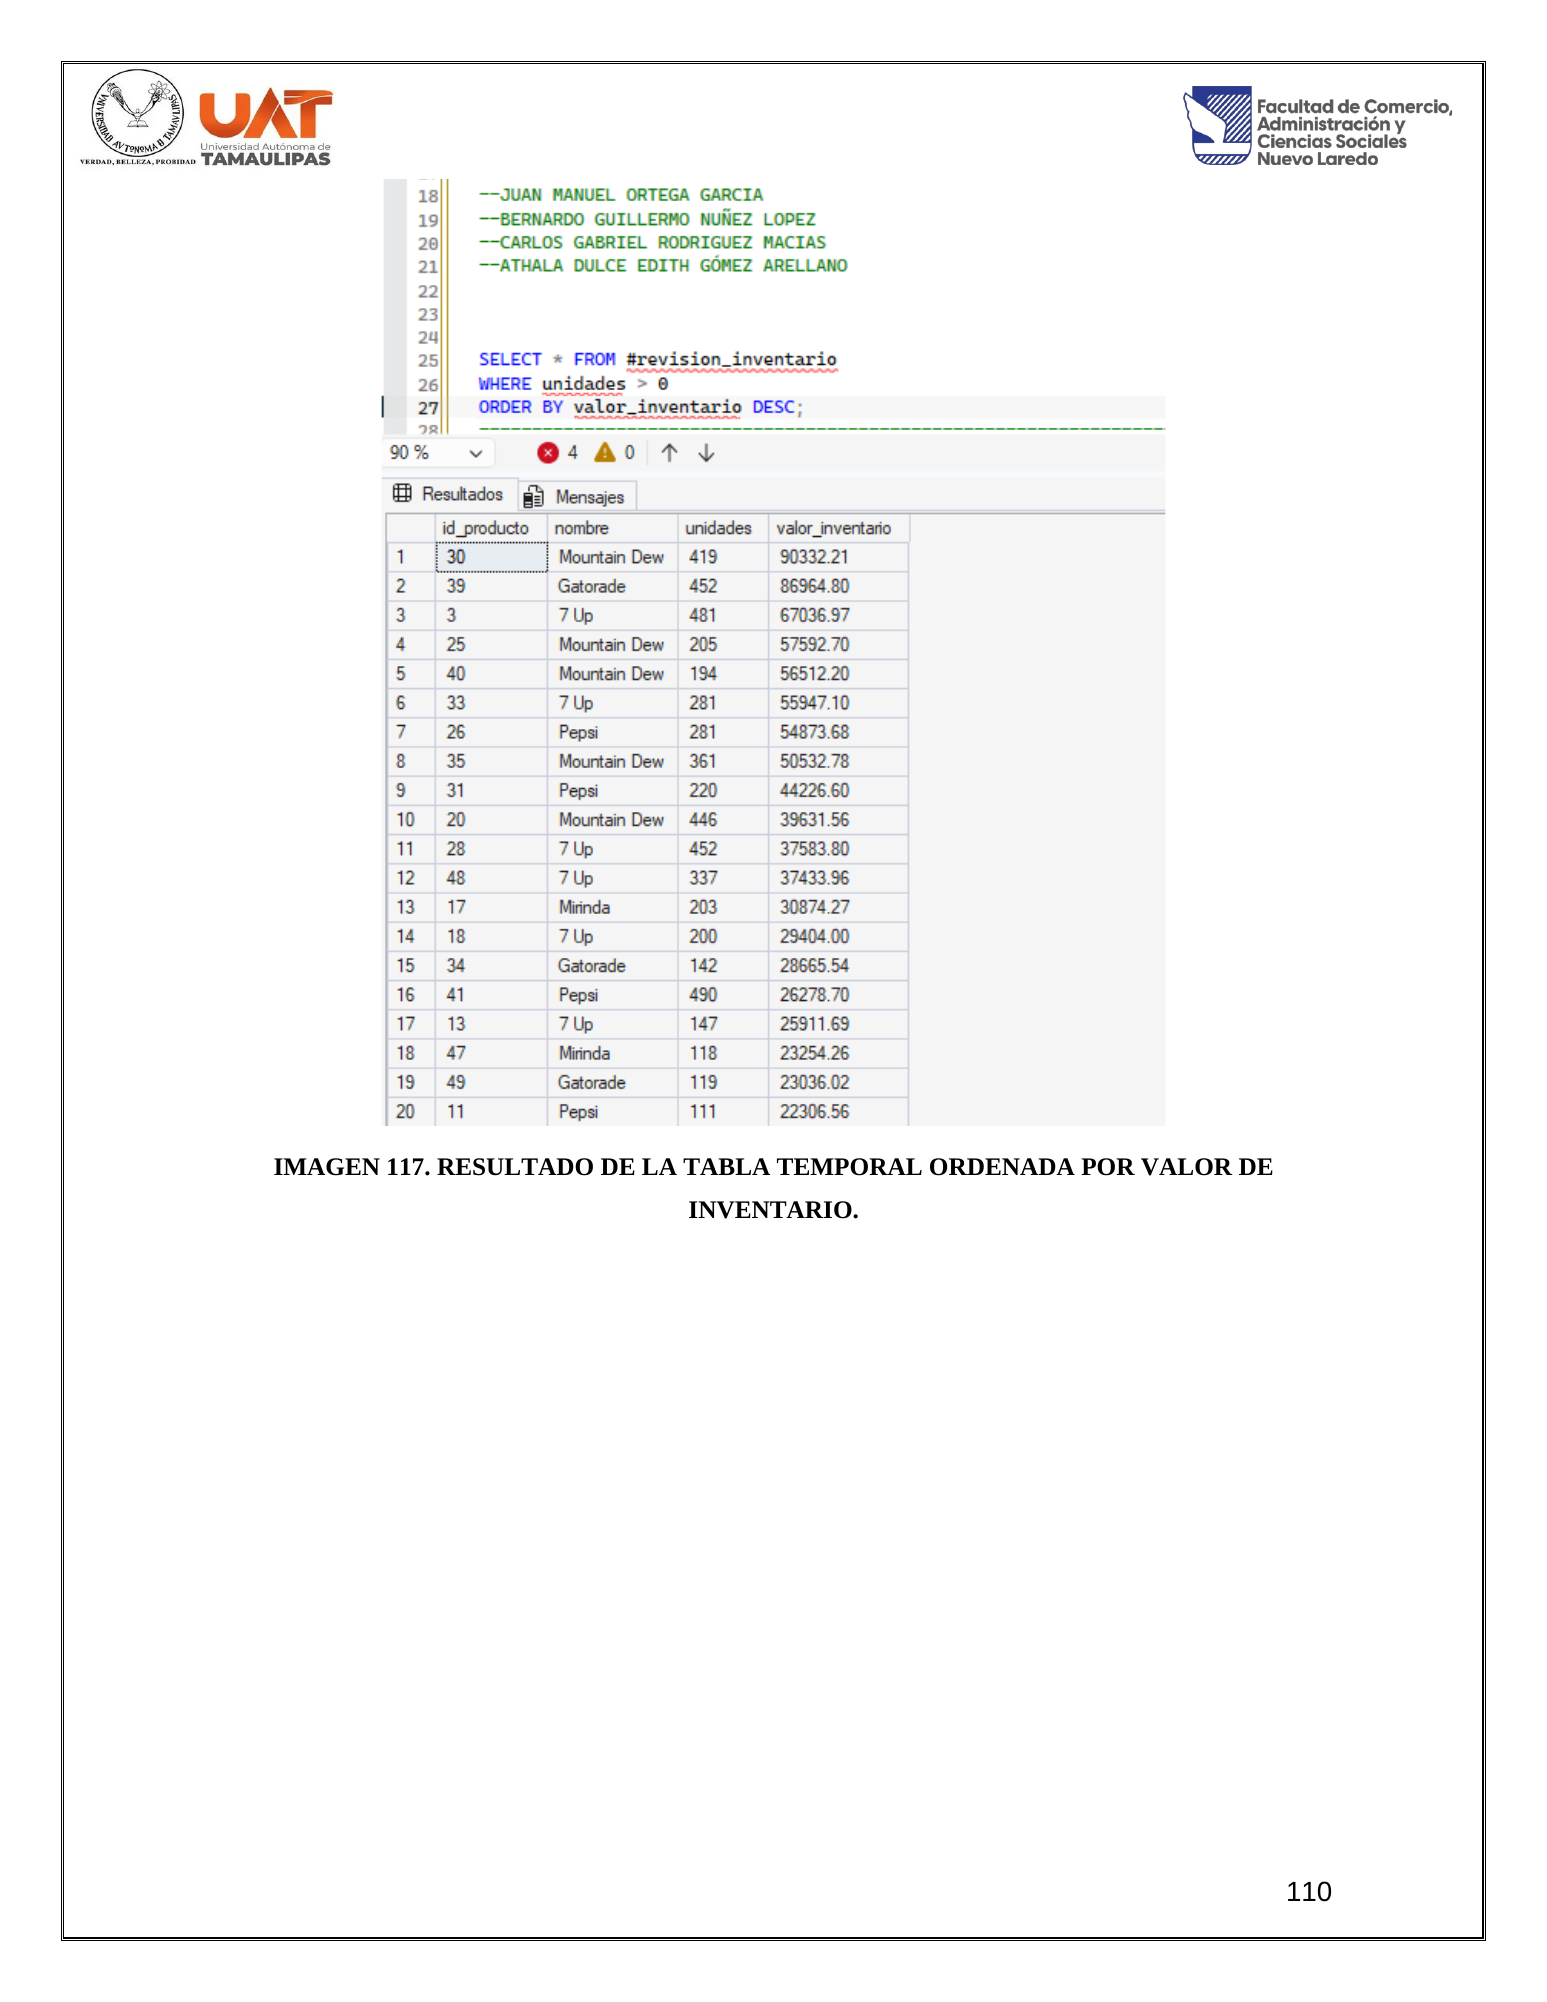 UNIVERSIDAD AVTONOMA D TAMAVLIPAS
VERDAD, BELLEZA, PROBIDAD
UAT
Universidad Autónoma de
TAMAULIPAS
Facultad de Comercio,
Administración y
Ciencias Sociales
Nuevo Laredo
18 --JUAN MANUEL ORTEGA GARCIA
19 --BERNARDO GUILLERMO NUÑEZ LOPEZ
20 --CARLOS GABRIEL RODRIGUEZ MACIAS
21 --ATHALA DULCE EDITH GÓMEZ ARELLANO
22
23
24
25 SELECT * FROM #revision_inventario
26 WHERE unidades > 0
27 ORDER BY valor_inventario DESC;
28
90 % 4 0
Resultados Mensajes
id_producto nombre unidades valor_inventario
1 30 Mountain Dew 419 90332.21
2 39 Gatorade 452 86964.80
3 3 7 Up 481 67036.97
4 25 Mountain Dew 205 57592.70
5 40 Mountain Dew 194 56512.20
6 33 7 Up 281 55947.10
7 26 Pepsi 281 54873.68
8 35 Mountain Dew 361 50532.78
9 31 Pepsi 220 44226.60
10 20 Mountain Dew 446 39631.56
11 28 7 Up 452 37583.80
12 48 7 Up 337 37433.96
13 17 Mirinda 203 30874.27
14 18 7 Up 200 29404.00
15 34 Gatorade 142 28665.54
16 41 Pepsi 490 26278.70
17 13 7 Up 147 25911.69
18 47 Mirinda 118 23254.26
19 49 Gatorade 119 23036.02
20 11 Pepsi 111 22306.56
IMAGEN 117. RESULTADO DE LA TABLA TEMPORAL ORDENADA POR VALOR DE
INVENTARIO.
110